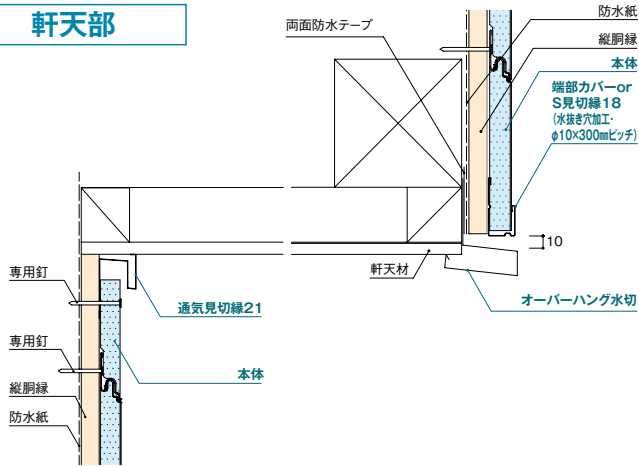 軒天部
両面防水テープ
防水紙
縦胴縁
本体
端部カバーor
S見切縁18
(水抜き穴加工・
φ10×300㎜ピッチ)
10
軒天材
オーバーハング水切
専用釘
通気見切縁21
専用釘
本体
縦胴縁
防水紙